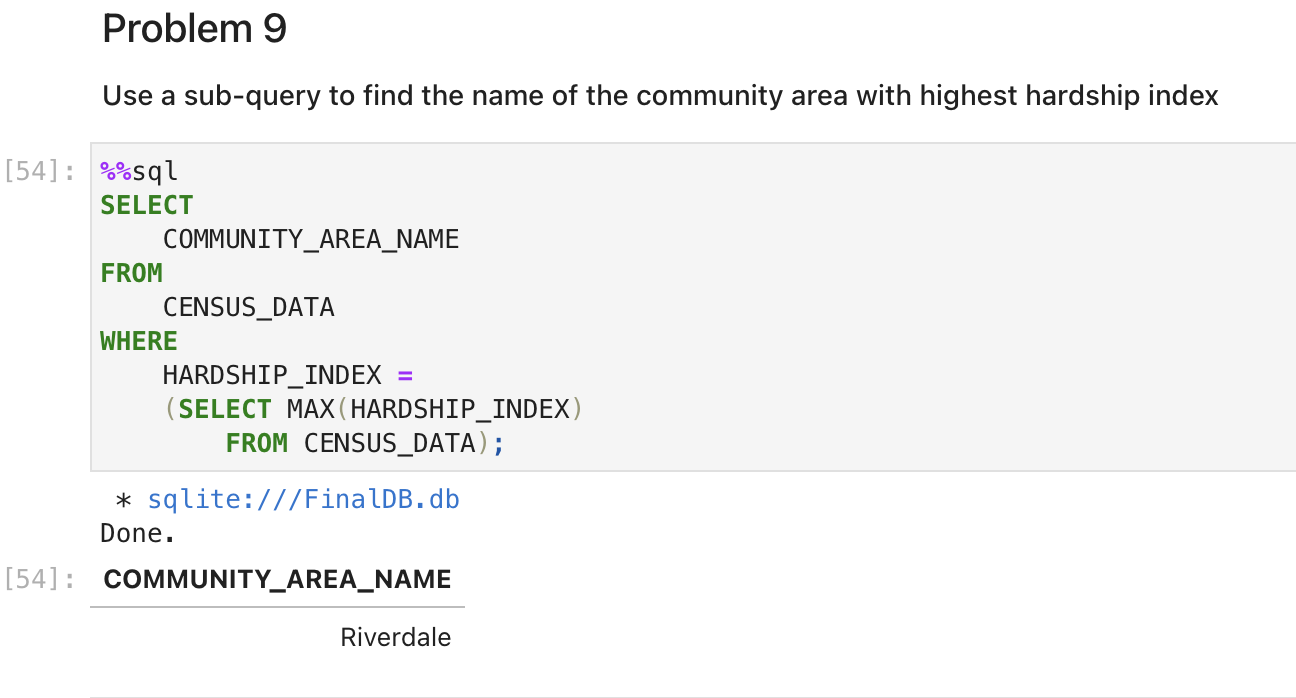 Problem 9
Use a sub-query to find the name of the community area with highest hardship index
[54]:
%%sql
SELECT
    COMMUNITY_AREA_NAME
FROM
    CENSUS_DATA
WHERE
    HARDSHIP_INDEX =
    (SELECT MAX(HARDSHIP_INDEX)
        FROM CENSUS_DATA);
 * sqlite:///FinalDB.db
Done.
[54]:
COMMUNITY_AREA_NAME
Riverdale